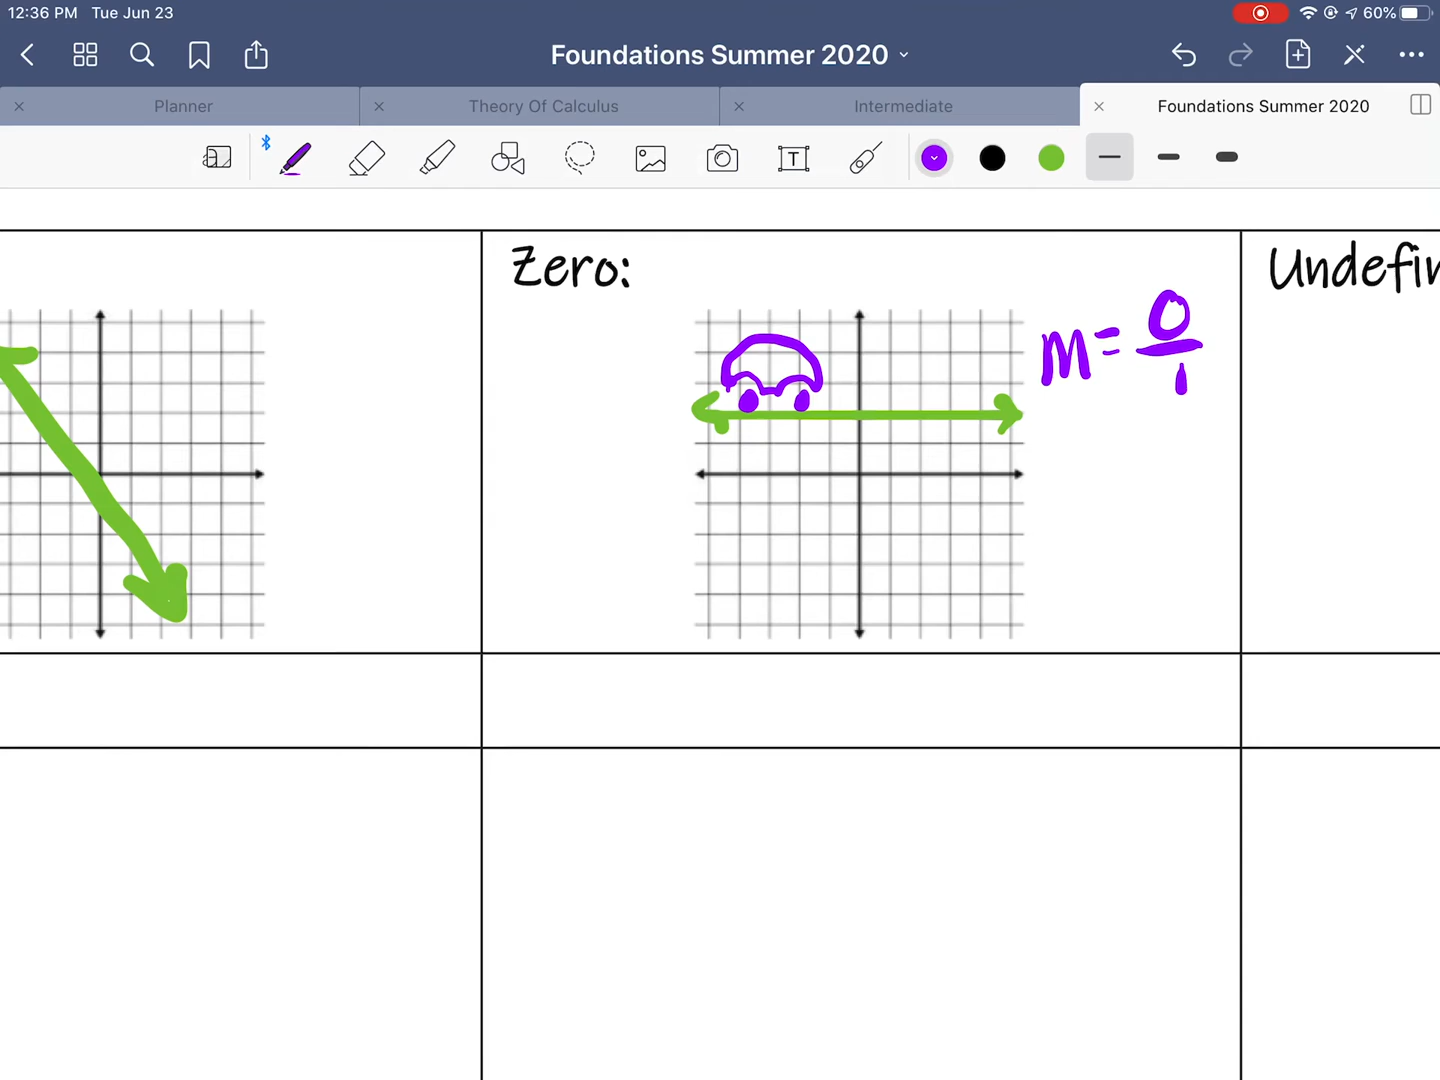 12:36 PM Tue Jun 23 60%
Foundations Summer 2020
Planner Theory Of Calculus Intermediate Foundations Summer 2020
a T
Zero: Undefin
m = 0/1